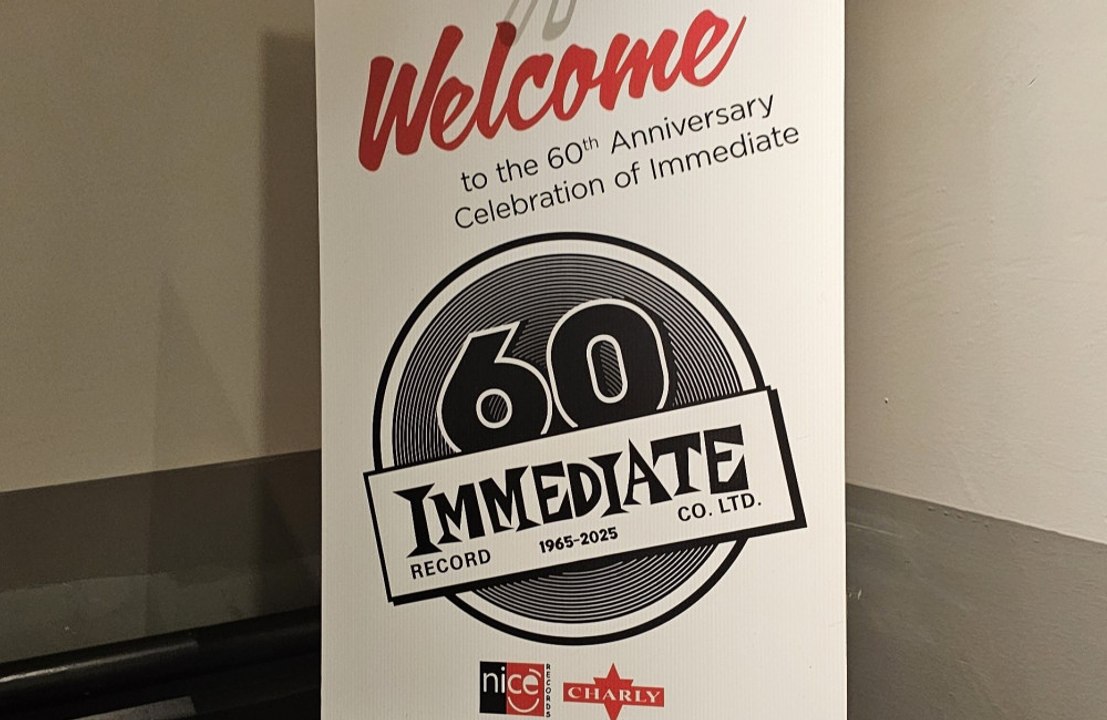 Welcome
to the 60th Anniversary
Celebration of Immediate
60
IMMEDIATE
RECORD 1965-2025 CO. LTD.
nice RECORDS CHARLY